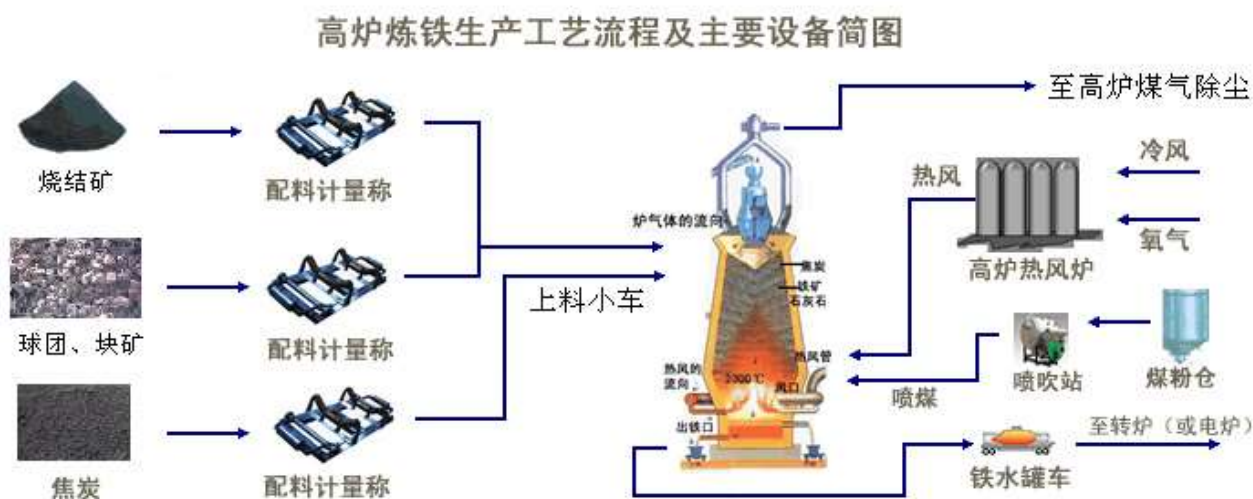 高炉炼铁生产工艺流程及主要设备简图
至高炉煤气除尘
烧结矿
配料计量称
炉气体的流向
热风
冷风
氧气
高炉热风炉
焦炭
铁矿
石灰石
球团、块矿
配料计量称
上料小车
热风管
热风的
流向
2300℃
风口
喷煤
喷吹站
煤粉仓
出铁口
焦炭
配料计量称
铁水罐车
至转炉（或电炉）